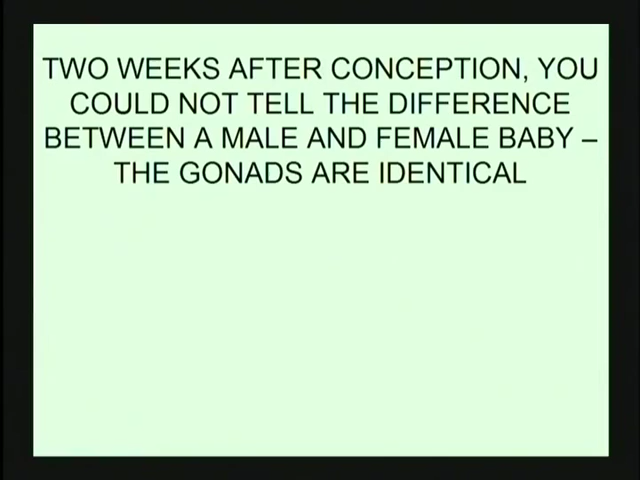 TWO WEEKS AFTER CONCEPTION, YOU
COULD NOT TELL THE DIFFERENCE
BETWEEN A MALE AND FEMALE BABY –
THE GONADS ARE IDENTICAL